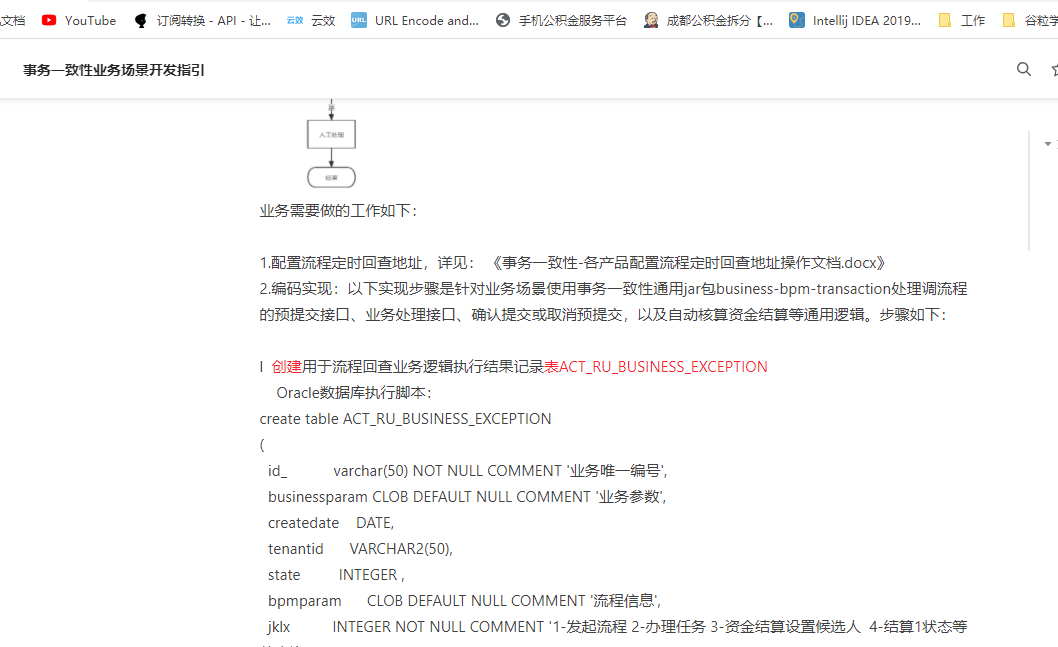 文档 YouTube 订阅转换 - API - 让... 云效 云效 URL URL Encode and... 手机公积金服务平台 成都公积金拆分【... Intellij IDEA 2019... 工作 谷粒学
事务一致性业务场景开发指引
人工处理
结束
业务需要做的工作如下：
1.配置流程定时回查地址，详见： 《事务一致性-各产品配置流程定时回查地址操作文档.docx》
2.编码实现：以下实现步骤是针对业务场景使用事务一致性通用jar包business-bpm-transaction处理调流程
的预提交接口、业务处理接口、确认提交或取消预提交，以及自动核算资金结算等通用逻辑。步骤如下：
l 创建用于流程回查业务逻辑执行结果记录表ACT_RU_BUSINESS_EXCEPTION
Oracle数据库执行脚本：
create table ACT_RU_BUSINESS_EXCEPTION
(
id_ varchar(50) NOT NULL COMMENT '业务唯一编号',
businessparam CLOB DEFAULT NULL COMMENT '业务参数',
createdate DATE,
tenantid VARCHAR2(50),
state INTEGER ,
bpmparam CLOB DEFAULT NULL COMMENT '流程信息',
jklx INTEGER NOT NULL COMMENT '1-发起流程 2-办理任务 3-资金结算设置候选人 4-结算1状态等